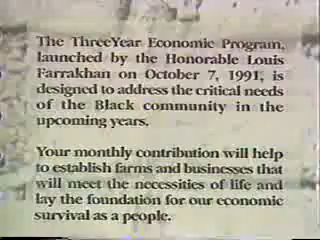 The ThreeYear Economic Program,
launched by the Honorable Louis
Farrakhan on October 7, 1991, is
designed to address the critical needs
of the Black community in the
upcoming years.
Your monthly contribution will help
to establish farms and businesses that
will meet the necessities of life and
lay the foundation for our economic
survival as a people.